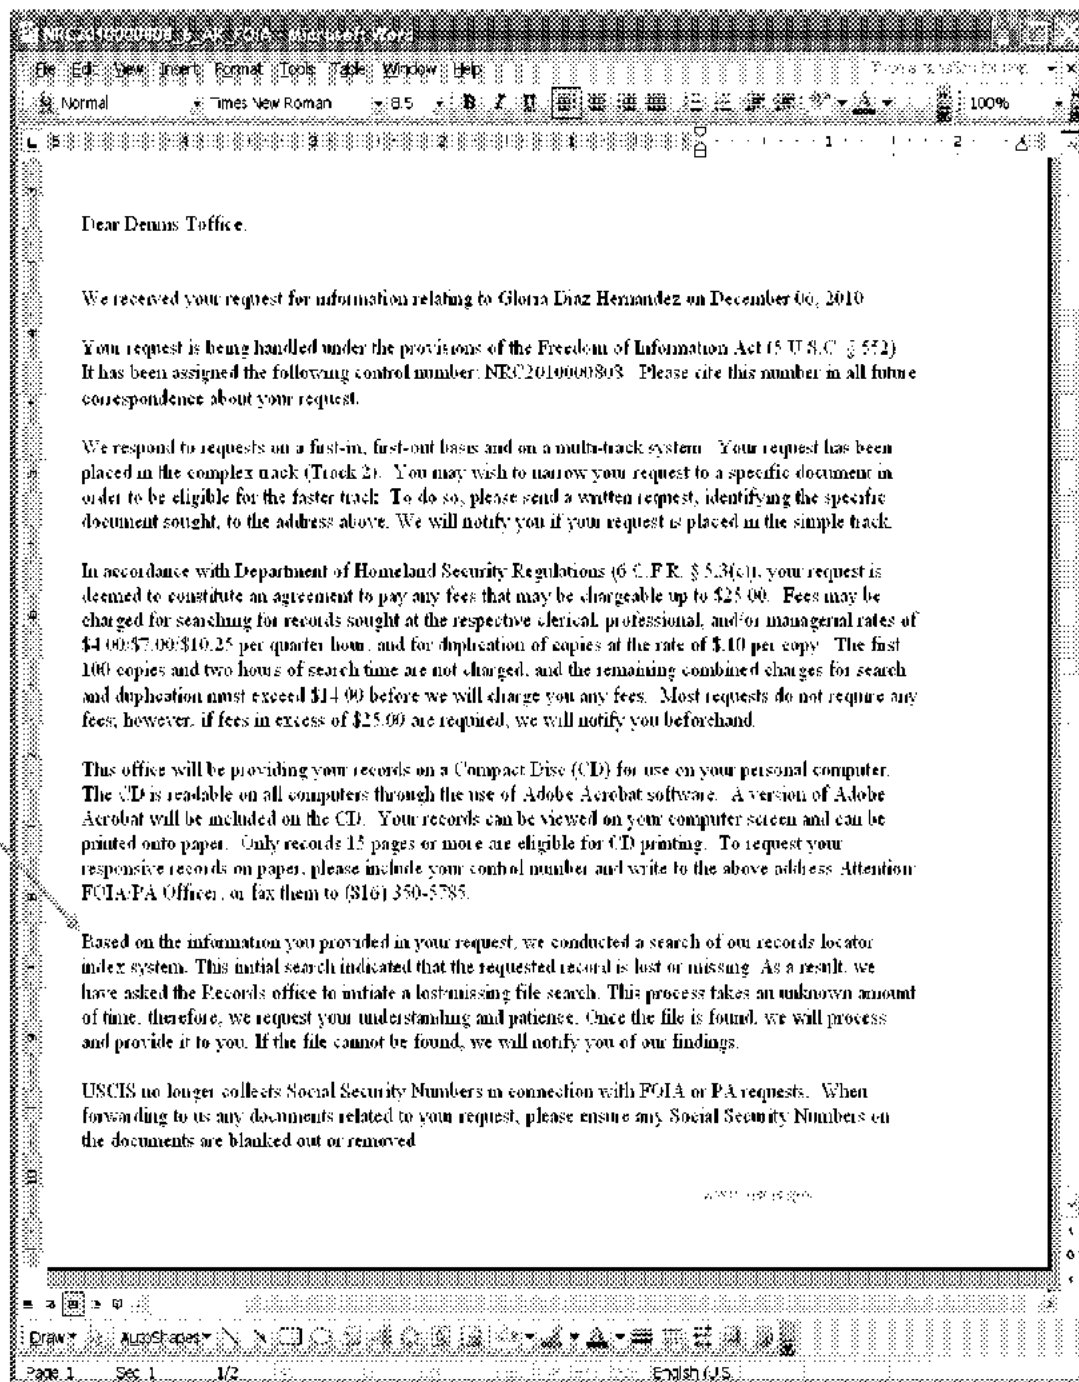 NRC2010000808_6_AK_FOIA - Microsoft Word
File Edit View Insert Format Tools Table Window Help
Normal Times New Roman 8.5 B I U 100%
5 4 3 2 1 1 2
Dear Dennis Toffice,
We received your request for information relating to Gloria Diaz Hernandez on December 06, 2010
Your request is being handled under the provisions of the Freedom of Information Act (5 U.S.C. § 552)
It has been assigned the following control number: NRC2010000808 Please cite this number in all future
correspondence about your request.
We respond to requests on a first-in, first-out basis and on a multi-track system Your request has been
placed in the complex track (Track 2). You may wish to narrow your request to a specific document in
order to be eligible for the faster track To do so, please send a written request, identifying the specific
document sought, to the address above. We will notify you if your request is placed in the simple track.
In accordance with Department of Homeland Security Regulations (6 C.F.R. § 5.3(c)), your request is
deemed to constitute an agreement to pay any fees that may be chargeable up to $25.00. Fees may be
charged for searching for records sought at the respective clerical, professional, and/or managerial rates of
$4.00/$7.00/$10.25 per quarter hour, and for duplication of copies at the rate of $.10 per copy The first
100 copies and two hours of search time are not charged, and the remaining combined charges for search
and duplication must exceed $14.00 before we will charge you any fees. Most requests do not require any
fees; however, if fees in excess of $25.00 are required, we will notify you beforehand.
This office will be providing your records on a Compact Disc (CD) for use on your personal computer.
The CD is readable on all computers through the use of Adobe Acrobat software. A version of Adobe
Acrobat will be included on the CD. Your records can be viewed on your computer screen and can be
printed onto paper. Only records 15 pages or more are eligible for CD printing. To request your
responsive records on paper, please include your control number and write to the above address Attention
FOIA/PA Officer, or fax them to (816) 350-5785.
Based on the information you provided in your request, we conducted a search of our records locator
index system. This initial search indicated that the requested record is lost or missing. As a result, we
have asked the Records office to initiate a lost/missing file search. This process takes an unknown amount
of time, therefore, we request your understanding and patience. Once the file is found, we will process
and provide it to you. If the file cannot be found, we will notify you of our findings.
USCIS no longer collects Social Security Numbers in connection with FOIA or PA requests. When
forwarding to us any documents related to your request, please ensure any Social Security Numbers on
the documents are blanked out or removed
Draw AutoShapes
Page 1 Sec 1 1/2 English (U.S.